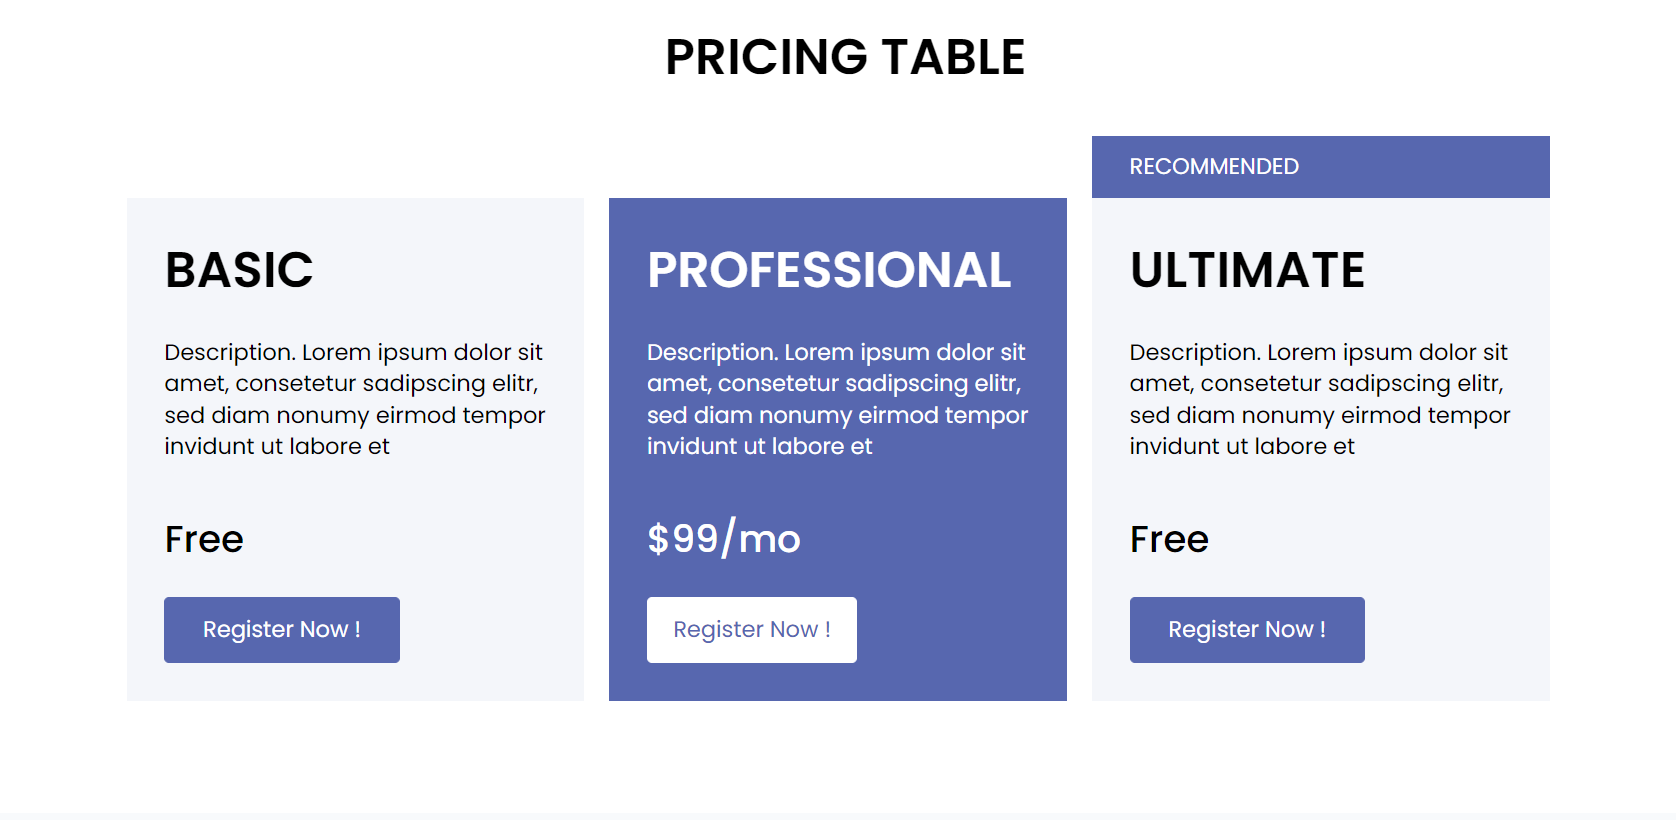 PRICING TABLE
BASIC
Description. Lorem ipsum dolor sit
amet, consetetur sadipscing elitr,
sed diam nonumy eirmod tempor
invidunt ut labore et
Free
Register Now !
PROFESSIONAL
Description. Lorem ipsum dolor sit
amet, consetetur sadipscing elitr,
sed diam nonumy eirmod tempor
invidunt ut labore et
$99/mo
Register Now !
RECOMMENDED
ULTIMATE
Description. Lorem ipsum dolor sit
amet, consetetur sadipscing elitr,
sed diam nonumy eirmod tempor
invidunt ut labore et
Free
Register Now !